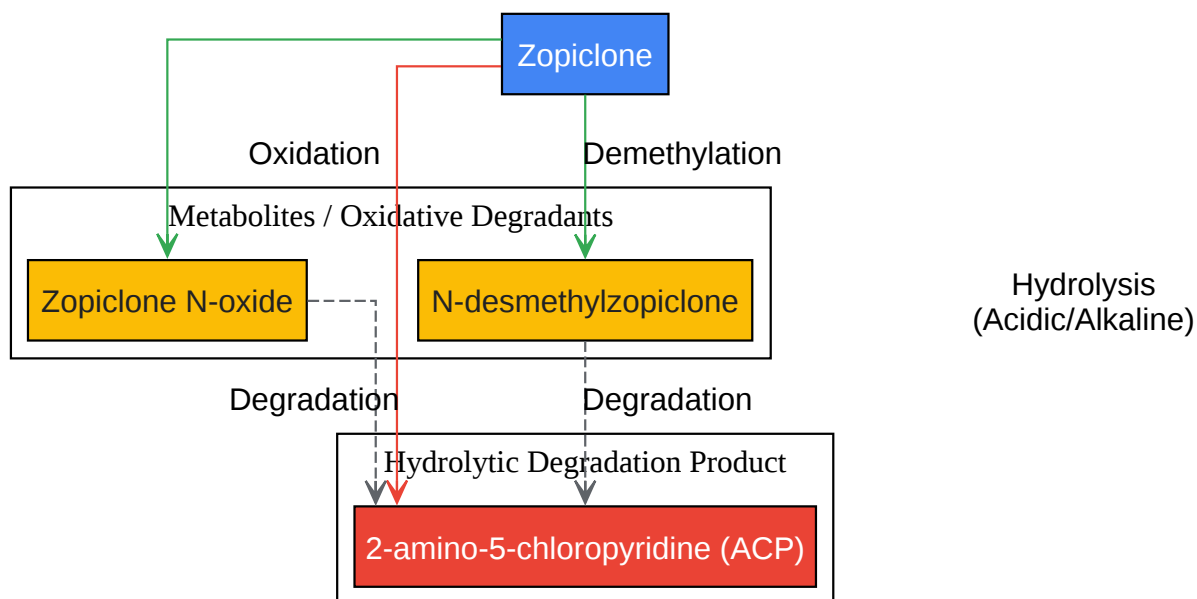 Zopiclone
Oxidation
Demethylation
Metabolites / Oxidative Degradants
Zopiclone N-oxide
N-desmethylzopiclone
Hydrolysis
(Acidic/Alkaline)
Degradation
Degradation
Hydrolytic Degradation Product
2-amino-5-chloropyridine (ACP)